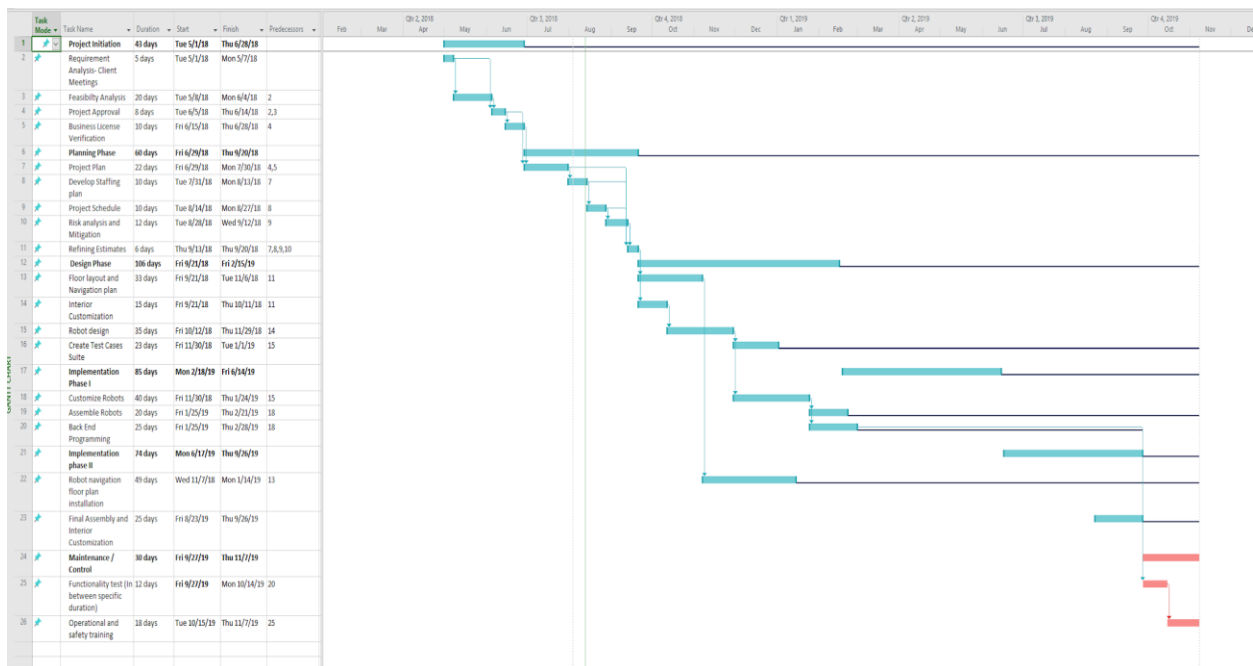 Qtr 2, 2018 Qtr 3, 2018 Qtr 4, 2018 Qtr 1, 2019 Qtr 2, 2019 Qtr 3, 2019 Qtr 4, 2019
Task Mode Task Name Duration Start Finish Predecessors Feb Mar Apr May Jun Jul Aug Sep Oct Nov Dec Jan Feb Mar Apr May Jun Jul Aug Sep Oct Nov
1 Project Initiation 43 days Tue 5/1/18 Thu 6/28/18
2 Requirement 5 days Tue 5/1/18 Mon 5/7/18
Analysis- Client
Meetings
3 Feasibilty Analysis 20 days Tue 5/8/18 Mon 6/4/18 2
4 Project Approval 8 days Tue 6/5/18 Thu 6/14/18 2,3
5 Business License 10 days Fri 6/15/18 Thu 6/28/18 4
Verification
6 Planning Phase 60 days Fri 6/29/18 Thu 9/20/18
7 Project Plan 22 days Fri 6/29/18 Mon 7/30/18 4,5
8 Develop Staffing 10 days Tue 7/31/18 Mon 8/13/18 7
plan
9 Project Schedule 10 days Tue 8/14/18 Mon 8/27/18 8
10 Risk analysis and 12 days Tue 8/28/18 Wed 9/12/18 9
Mitigation
11 Refining Estimates 6 days Thu 9/13/18 Thu 9/20/18 7,8,9,10
12 Design Phase 106 days Fri 9/21/18 Fri 2/15/19
13 Floor layout and 33 days Fri 9/21/18 Tue 11/6/18 11
Navigation plan
14 Interior 15 days Fri 9/21/18 Thu 10/11/18 11
Customization
15 Robot design 35 days Fri 10/12/18 Thu 11/29/18 14
16 Create Test Cases 23 days Fri 11/30/18 Tue 1/1/19 15
Suite
17 Implementation 85 days Mon 2/18/19 Fri 6/14/19
Phase I
18 Customize Robots 40 days Fri 11/30/18 Thu 1/24/19 15
19 Assemble Robots 20 days Fri 1/25/19 Thu 2/21/19 18
20 Back End 25 days Fri 1/25/19 Thu 2/28/19 18
Programming
21 Implementation 74 days Mon 6/17/19 Thu 9/26/19
phase II
22 Robot navigation 49 days Wed 11/7/18 Mon 1/14/19 13
floor plan
installation
23 Final Assembly and 25 days Fri 8/23/19 Thu 9/26/19
Interior
Customization
24 Maintenance / 30 days Fri 9/27/19 Thu 11/7/19
Control
25 Functionality test (In 12 days Fri 9/27/19 Mon 10/14/19 20
between specific
duration)
26 Operational and 18 days Tue 10/15/19 Thu 11/7/19 25
safety training